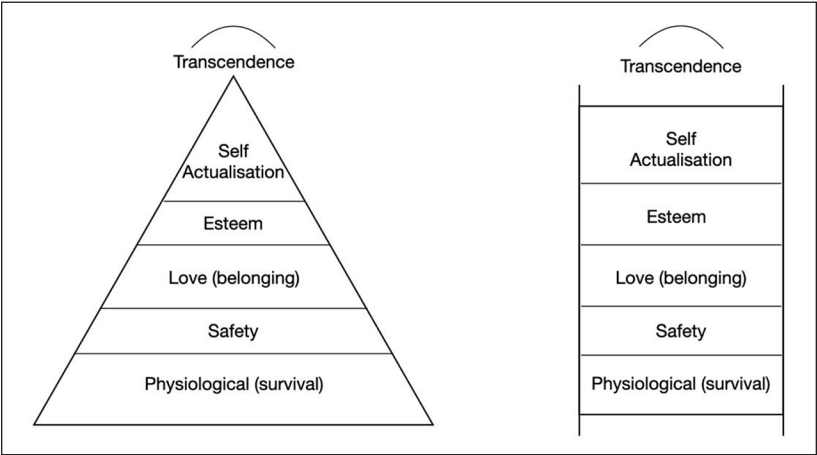 Transcendence
Self
Actualisation
Esteem
Love (belonging)
Safety
Physiological (survival)
Transcendence
Self
Actualisation
Esteem
Love (belonging)
Safety
Physiological (survival)